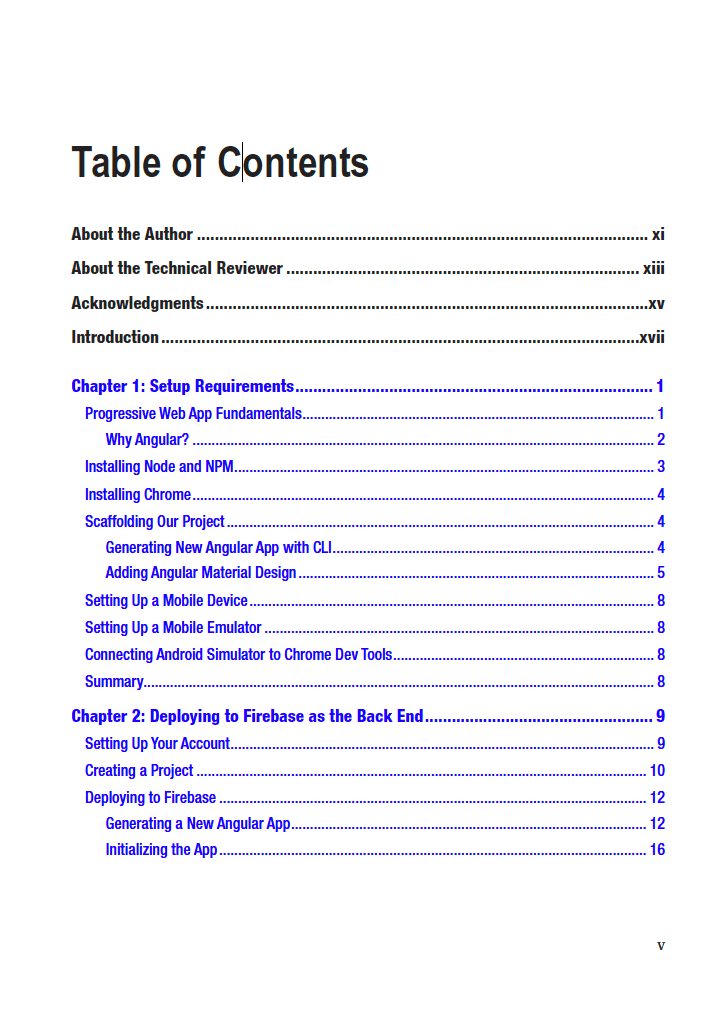 Table of Contents
About the Author ..................................................................................................... xi
About the Technical Reviewer ............................................................................... xiii
Acknowledgments...................................................................................................xv
Introduction...........................................................................................................xvii
Chapter 1: Setup Requirements................................................................................ 1
Progressive Web App Fundamentals.............................................................................................. 1
Why Angular? .......................................................................................................................... 2
Installing Node and NPM................................................................................................................ 3
Installing Chrome........................................................................................................................... 4
Scaffolding Our Project .................................................................................................................. 4
Generating New Angular App with CLI...................................................................................... 4
Adding Angular Material Design ............................................................................................... 5
Setting Up a Mobile Device............................................................................................................ 8
Setting Up a Mobile Emulator ........................................................................................................ 8
Connecting Android Simulator to Chrome Dev Tools...................................................................... 8
Summary........................................................................................................................................ 8
Chapter 2: Deploying to Firebase as the Back End................................................... 9
Setting Up Your Account................................................................................................................. 9
Creating a Project ........................................................................................................................ 10
Deploying to Firebase .................................................................................................................. 12
Generating a New Angular App............................................................................................... 12
Initializing the App .................................................................................................................. 16
v